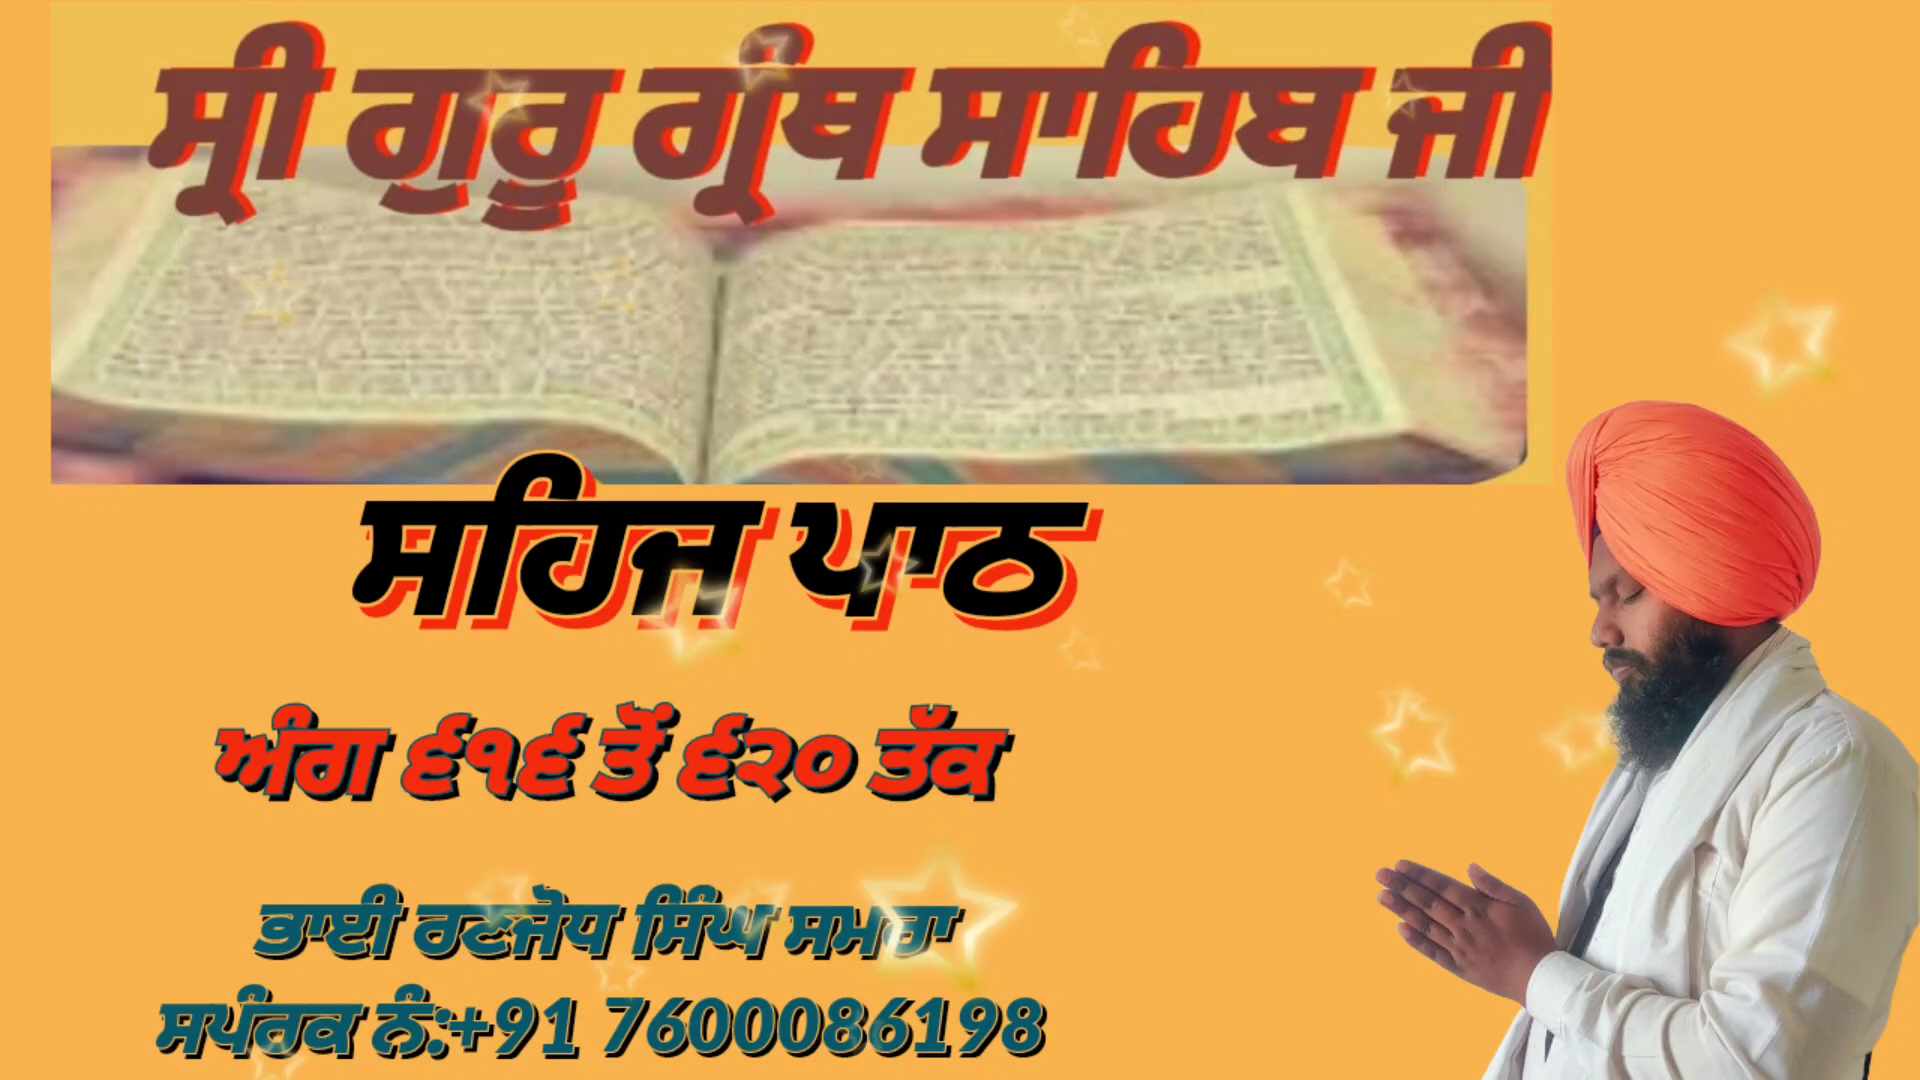 ਸ੍ਰੀ ਗੁਰੂ ਗ੍ਰੰਥ ਸਾਹਿਬ ਜੀ
ਸਹਿਜ ਪਾਠ
ਅੰਗ ੬੧੬ ਤੋਂ ੬੨੦ ਤੱਕ
ਭਾਈ ਰਣਜੋਧ ਸਿੰਘ ਸਮਰਾ
ਸਪੰਰਕ ਨੰ:+91 7600086198